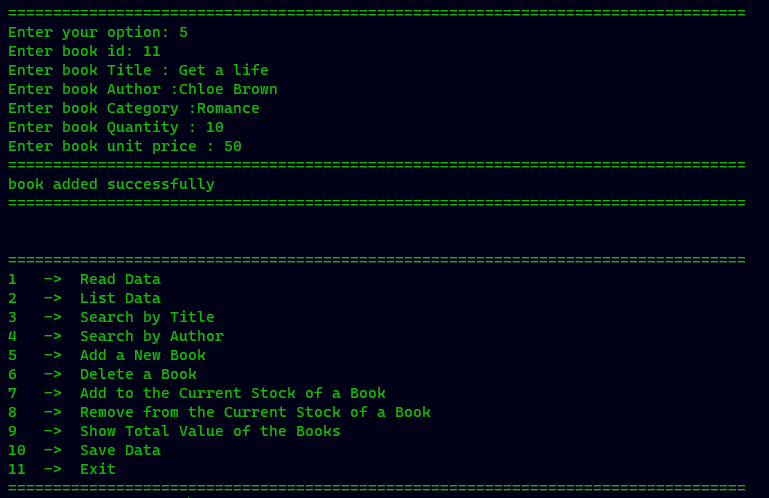 ==================================================================================
Enter your option: 5
Enter book id: 11
Enter book Title : Get a life
Enter book Author :Chloe Brown
Enter book Category :Romance
Enter book Quantity : 10
Enter book unit price : 50
==================================================================================
book added successfully
==================================================================================
==================================================================================
1   ->  Read Data
2   ->  List Data
3   ->  Search by Title
4   ->  Search by Author
5   ->  Add a New Book
6   ->  Delete a Book
7   ->  Add to the Current Stock of a Book
8   ->  Remove from the Current Stock of a Book
9   ->  Show Total Value of the Books
10  ->  Save Data
11  ->  Exit
==================================================================================